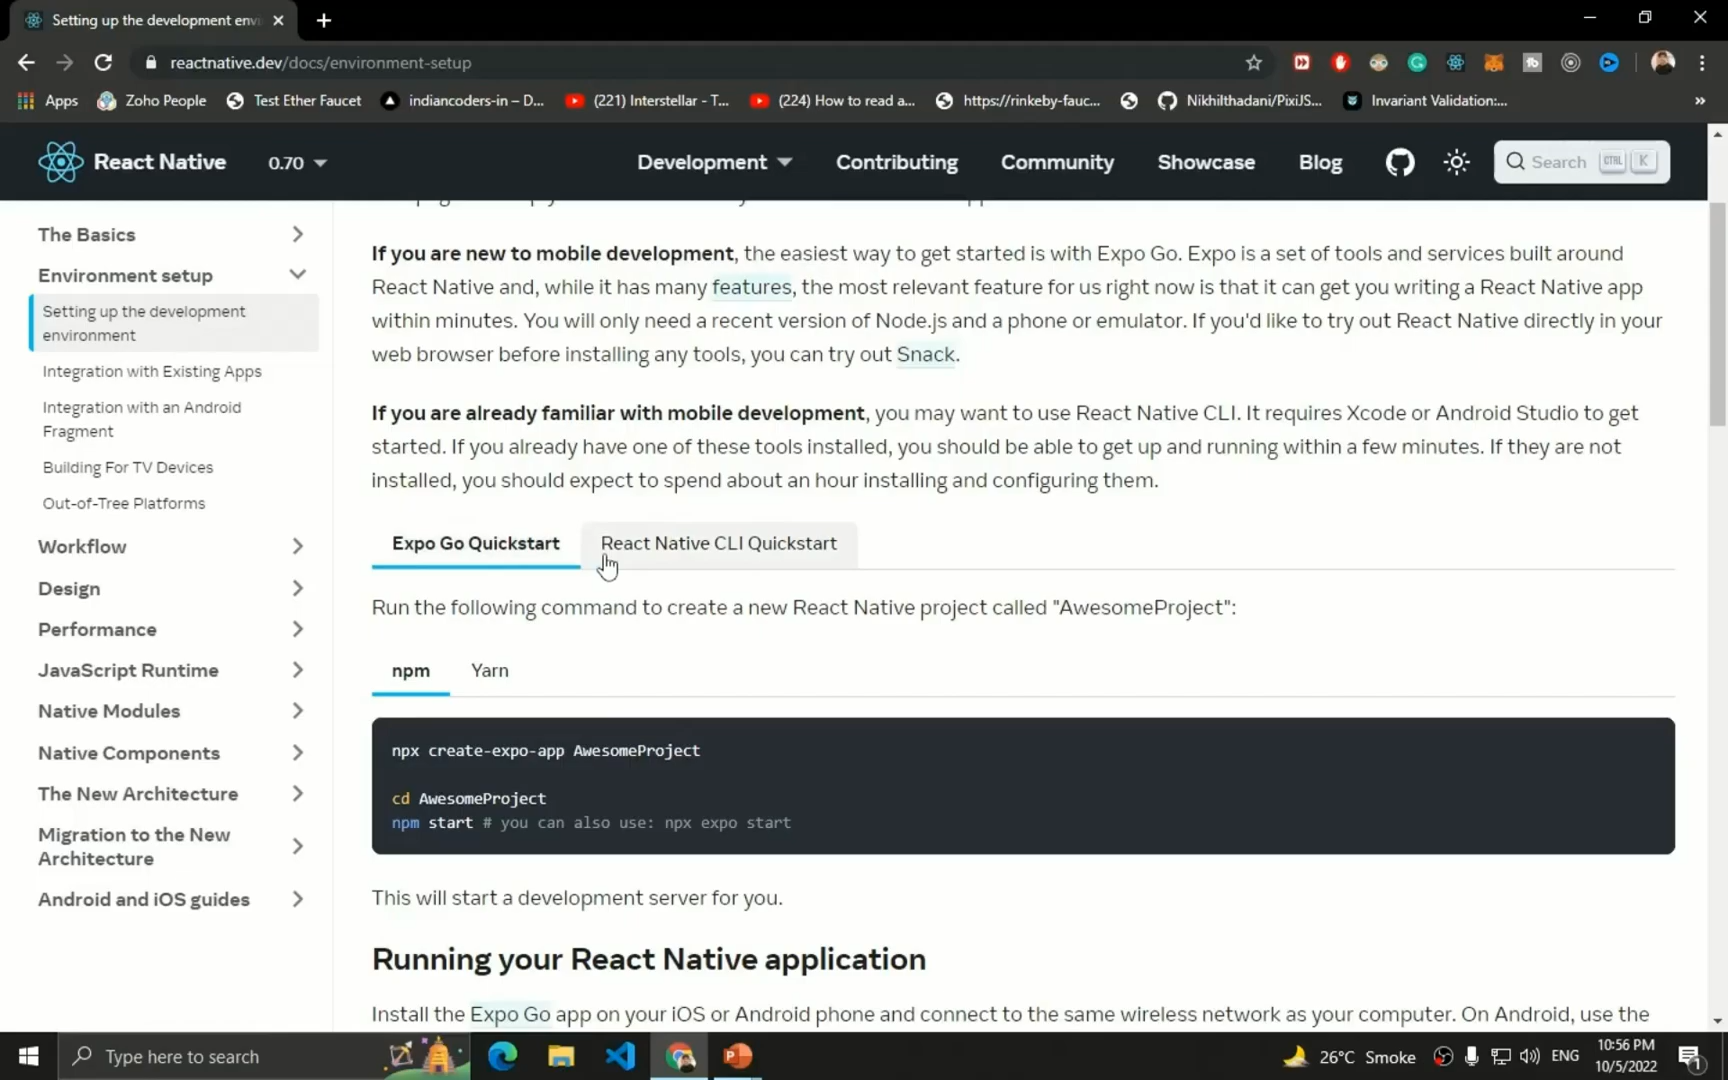 Setting up the development envi
reactnative.dev/docs/environment-setup
Apps
Zoho People
Test Ether Faucet
indiancoders-in – D...
(221) Interstellar - T...
(224) How to read a...
https://rinkeby-fauc...
Nikhilthadani/PixiJS...
Invariant Validation:...
»
React Native
0.70
Development
Contributing
Community
Showcase
Blog
Search
CTRL
K
The Basics
Environment setup
Setting up the development
environment
Integration with Existing Apps
Integration with an Android
Fragment
Building For TV Devices
Out-of-Tree Platforms
Workflow
Design
Performance
JavaScript Runtime
Native Modules
Native Components
The New Architecture
Migration to the New
Architecture
Android and iOS guides
If you are new to mobile development, the easiest way to get started is with Expo Go. Expo is a set of tools and services built around
React Native and, while it has many features, the most relevant feature for us right now is that it can get you writing a React Native app
within minutes. You will only need a recent version of Node.js and a phone or emulator. If you'd like to try out React Native directly in your
web browser before installing any tools, you can try out Snack.
If you are already familiar with mobile development, you may want to use React Native CLI. It requires Xcode or Android Studio to get
started. If you already have one of these tools installed, you should be able to get up and running within a few minutes. If they are not
installed, you should expect to spend about an hour installing and configuring them.
Expo Go Quickstart
React Native CLI Quickstart
Run the following command to create a new React Native project called "AwesomeProject":
npm
Yarn
npx create-expo-app AwesomeProject
cd AwesomeProject
npm start # you can also use: npx expo start
This will start a development server for you.
Running your React Native application
Install the Expo Go app on your iOS or Android phone and connect to the same wireless network as your computer. On Android, use the
Type here to search
26°C Smoke
ENG
10:56 PM
10/5/2022
1